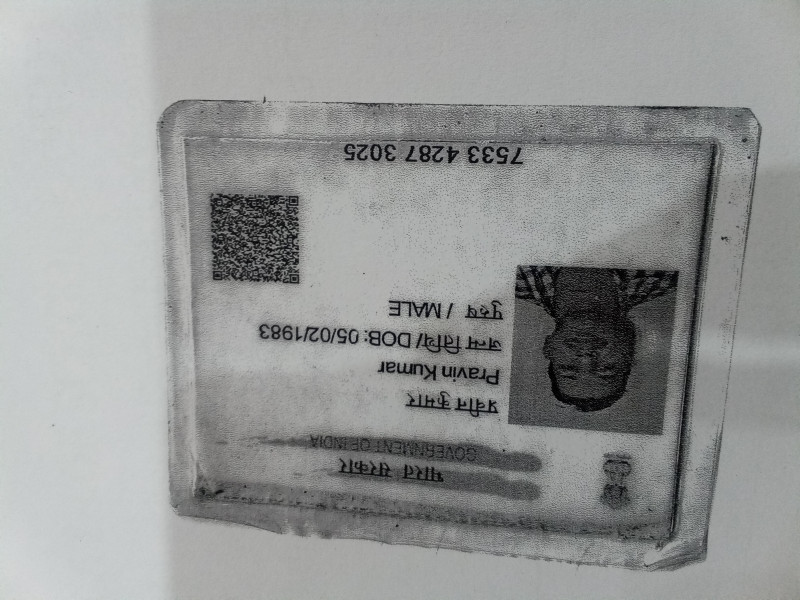 भारत सरकार
GOVERNMENT OF INDIA
प्रवीन कुमार
Pravin Kumar
जन्म तिथि/ DOB: 05/02/1983
पुरुष / MALE
7533 4287 3025